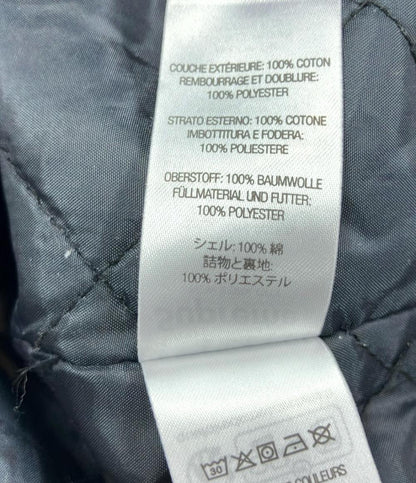 COUCHE EXTÉRIEURE: 100% COTON
REMBOURRAGE ET DOUBLURE:
100% POLYESTER
STRATO ESTERNO: 100% COTONE
IMBOTTITURA E FODERA:
100% POLIESTERE
OBERSTOFF: 100% BAUMWOLLE
FÜLLMATERIAL UND FUTTER:
100% POLYESTER
シェル: 100% 綿
詰物と裏地:
100% ポリエステル
30
COULEURS